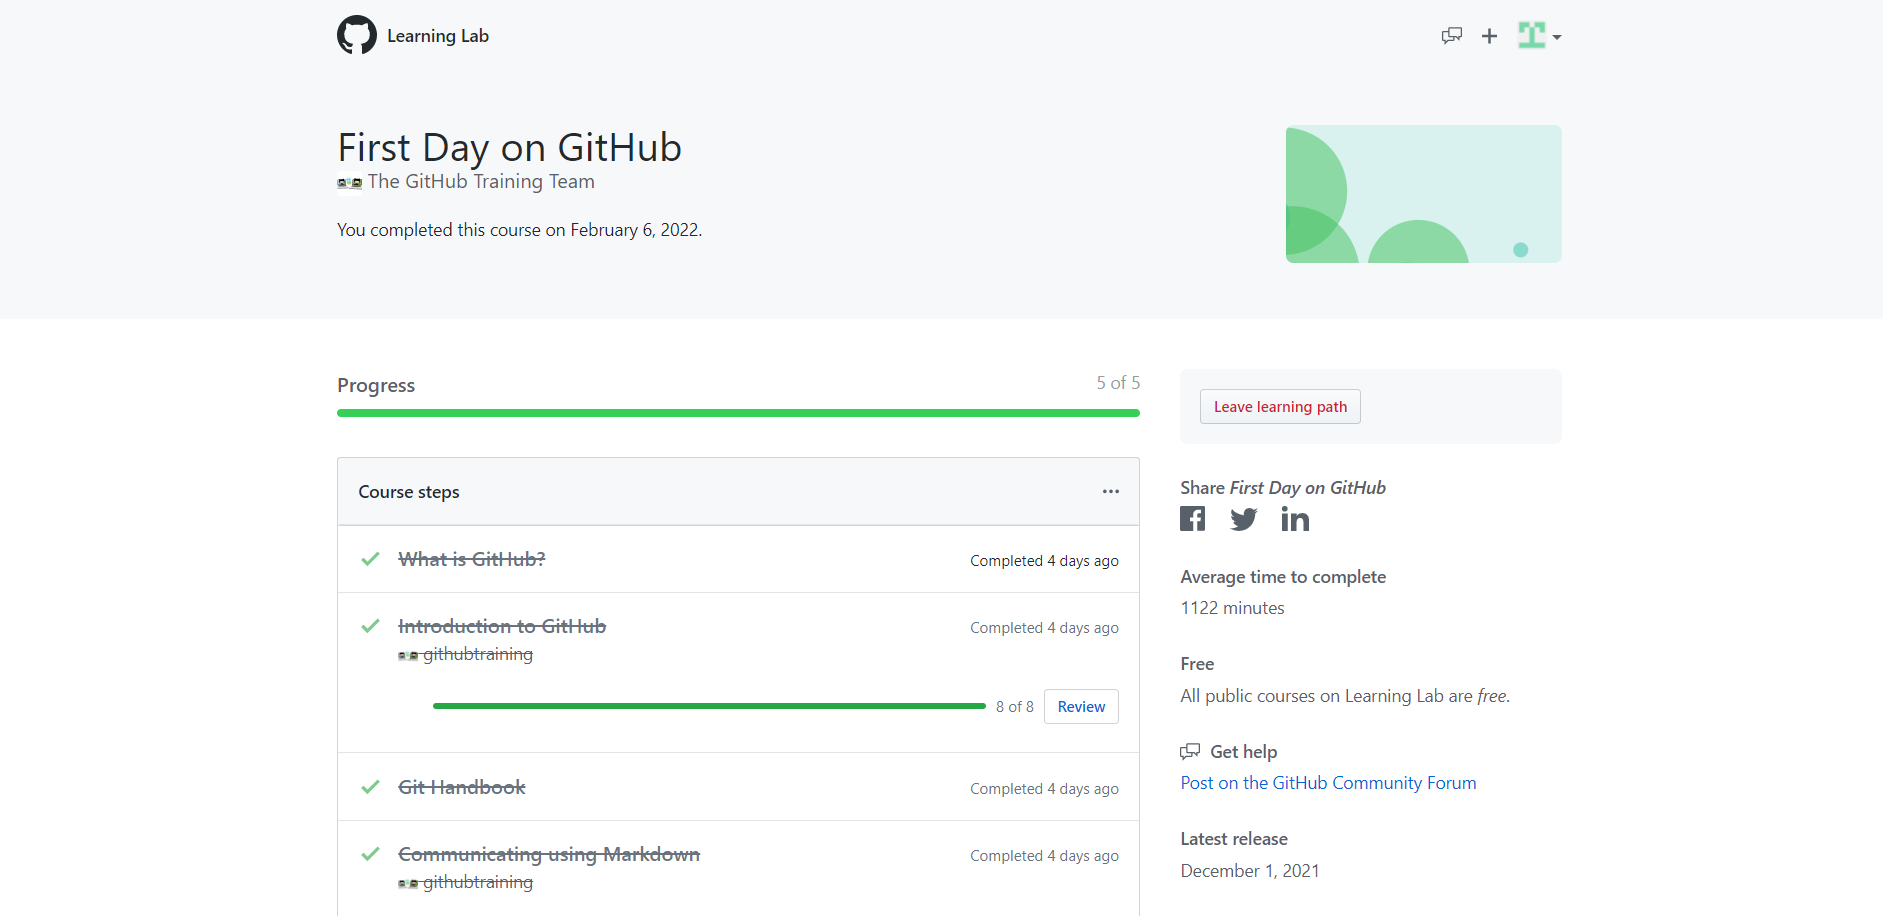 Learning Lab
First Day on GitHub
The GitHub Training Team
You completed this course on February 6, 2022.
Progress
5 of 5
Course steps
What is GitHub?
Completed 4 days ago
Introduction to GitHub
Completed 4 days ago
githubtraining
8 of 8
Review
Git Handbook
Completed 4 days ago
Communicating using Markdown
Completed 4 days ago
githubtraining
Leave learning path
Share First Day on GitHub
Average time to complete
1122 minutes
Free
All public courses on Learning Lab are free.
Get help
Post on the GitHub Community Forum
Latest release
December 1, 2021